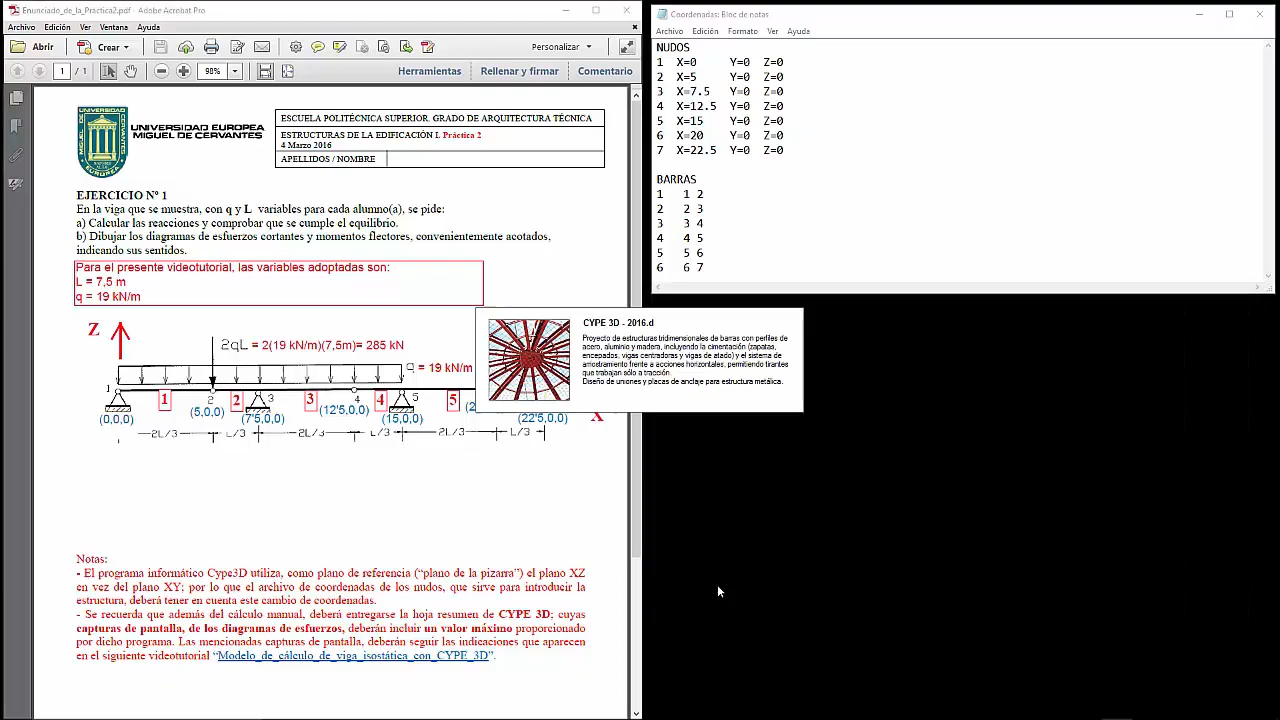 Enunciado_de_la_Práctica2.pdf - Adobe Acrobat Pro
Archivo Edición Ver Ventana Ayuda
Abrir Crear Personalizar
1 / 1 98% Herramientas Rellenar y firmar Comentario
UNIVERSIDAD EUROPEA
MIGUEL DE CERVANTES
ESCUELA POLITÉCNICA SUPERIOR. GRADO DE ARQUITECTURA TÉCNICA
ESTRUCTURAS DE LA EDIFICACIÓN I. Práctica 2
4 Marzo 2016
APELLIDOS / NOMBRE
EJERCICIO Nº 1
En la viga que se muestra, con q y L variables para cada alumno(a), se pide:
a) Calcular las reacciones y comprobar que se cumple el equilibrio.
b) Dibujar los diagramas de esfuerzos cortantes y momentos flectores, convenientemente acotados,
indicando sus sentidos.
Para el presente videotutorial, las variables adoptadas son:
L = 7,5 m
q = 19 kN/m
Z
2qL = 2(19 kN/m)(7,5m)= 285 kN
q = 19 kN/m
1 2 3 4 5
1 2 3 4 5
(0,0,0) (5,0,0) (7'5,0,0) (12'5,0,0) (15,0,0) (2 (22'5,0,0) X
2L/3 L/3 2L/3 L/3 2L/3 L/3
Notas:
- El programa informático Cype3D utiliza, como plano de referencia (“plano de la pizarra”) el plano XZ
en vez del plano XY; por lo que el archivo de coordenadas de los nudos, que sirve para introducir la
estructura, deberá tener en cuenta este cambio de coordenadas.
- Se recuerda que además del cálculo manual, deberá entregarse la hoja resumen de CYPE 3D; cuyas
capturas de pantalla, de los diagramas de esfuerzos, deberán incluir un valor máximo proporcionado
por dicho programa. Las mencionadas capturas de pantalla, deberán seguir las indicaciones que aparecen
en el siguiente videotutorial “Modelo_de_cálculo_de_viga_isostática_con_CYPE_3D”.
CYPE 3D - 2016.d
Proyecto de estructuras tridimensionales de barras con perfiles de
acero, aluminio y madera, incluyendo la cimentación (zapatas,
encepados, vigas centradoras y vigas de atado) y el sistema de
arriostramiento frente a acciones horizontales, permitiendo tirantes
que trabajan sólo a tracción.
Diseño de uniones y placas de anclaje para estructura metálica.
Coordenadas: Bloc de notas
Archivo Edición Formato Ver Ayuda
NUDOS
1 X=0 Y=0 Z=0
2 X=5 Y=0 Z=0
3 X=7.5 Y=0 Z=0
4 X=12.5 Y=0 Z=0
5 X=15 Y=0 Z=0
6 X=20 Y=0 Z=0
7 X=22.5 Y=0 Z=0
BARRAS
1 1 2
2 2 3
3 3 4
4 4 5
5 5 6
6 6 7